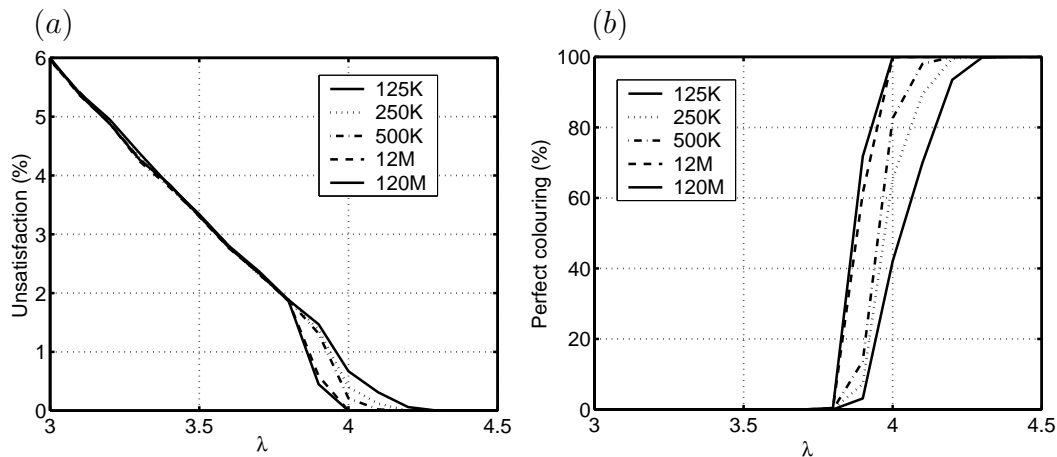 (a)
6
5
4
3
2
1
0
Unsatisfaction (%)
125K
250K
500K
12M
120M
3
3.5
4
4.5
λ
(b)
100
80
60
40
20
0
Perfect colouring (%)
125K
250K
500K
12M
120M
3
3.5
4
4.5
λ